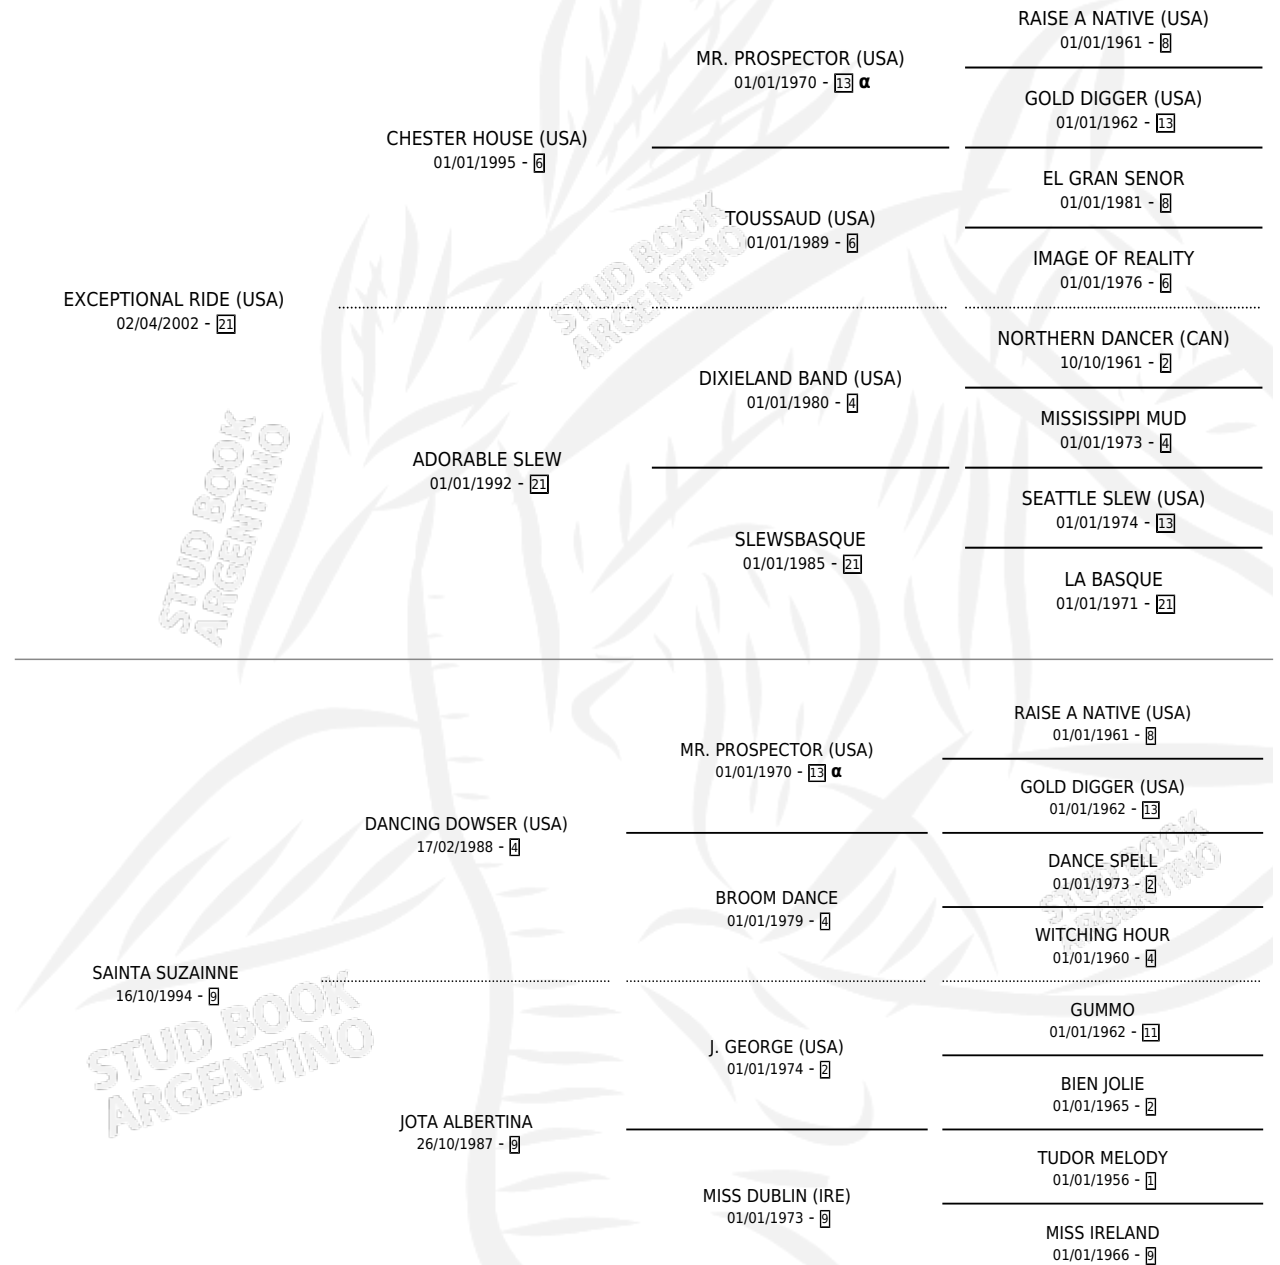 RAISE A NATIVE (USA)
01/01/1961 - 8
MR. PROSPECTOR (USA)
01/01/1970 - 13 α
GOLD DIGGER (USA)
01/01/1962 - 13
CHESTER HOUSE (USA)
01/01/1995 - 6
EL GRAN SENOR
01/01/1981 - 8
TOUSSAUD (USA)
01/01/1989 - 6
IMAGE OF REALITY
01/01/1976 - 6
EXCEPTIONAL RIDE (USA)
02/04/2002 - 21
NORTHERN DANCER (CAN)
10/10/1961 - 2
DIXIELAND BAND (USA)
01/01/1980 - 4
MISSISSIPPI MUD
01/01/1973 - 4
ADORABLE SLEW
01/01/1992 - 21
SEATTLE SLEW (USA)
01/01/1974 - 13
SLEWSBASQUE
01/01/1985 - 21
LA BASQUE
01/01/1971 - 21
RAISE A NATIVE (USA)
01/01/1961 - 8
MR. PROSPECTOR (USA)
01/01/1970 - 13 α
GOLD DIGGER (USA)
01/01/1962 - 13
DANCING DOWSER (USA)
17/02/1988 - 4
DANCE SPELL
01/01/1973 - 2
BROOM DANCE
01/01/1979 - 4
WITCHING HOUR
01/01/1960 - 4
SAINTA SUZAINNE
16/10/1994 - 9
GUMMO
01/01/1962 - 11
J. GEORGE (USA)
01/01/1974 - 2
BIEN JOLIE
01/01/1965 - 2
JOTA ALBERTINA
26/10/1987 - 9
TUDOR MELODY
01/01/1956 - 1
MISS DUBLIN (IRE)
01/01/1973 - 9
MISS IRELAND
01/01/1966 - 9
STUD BOOK
ARGENTINO
STUD BOOK
ARGENTINO
STUD BOOK
ARGENTINO
STUD BOOK
ARGENTINO